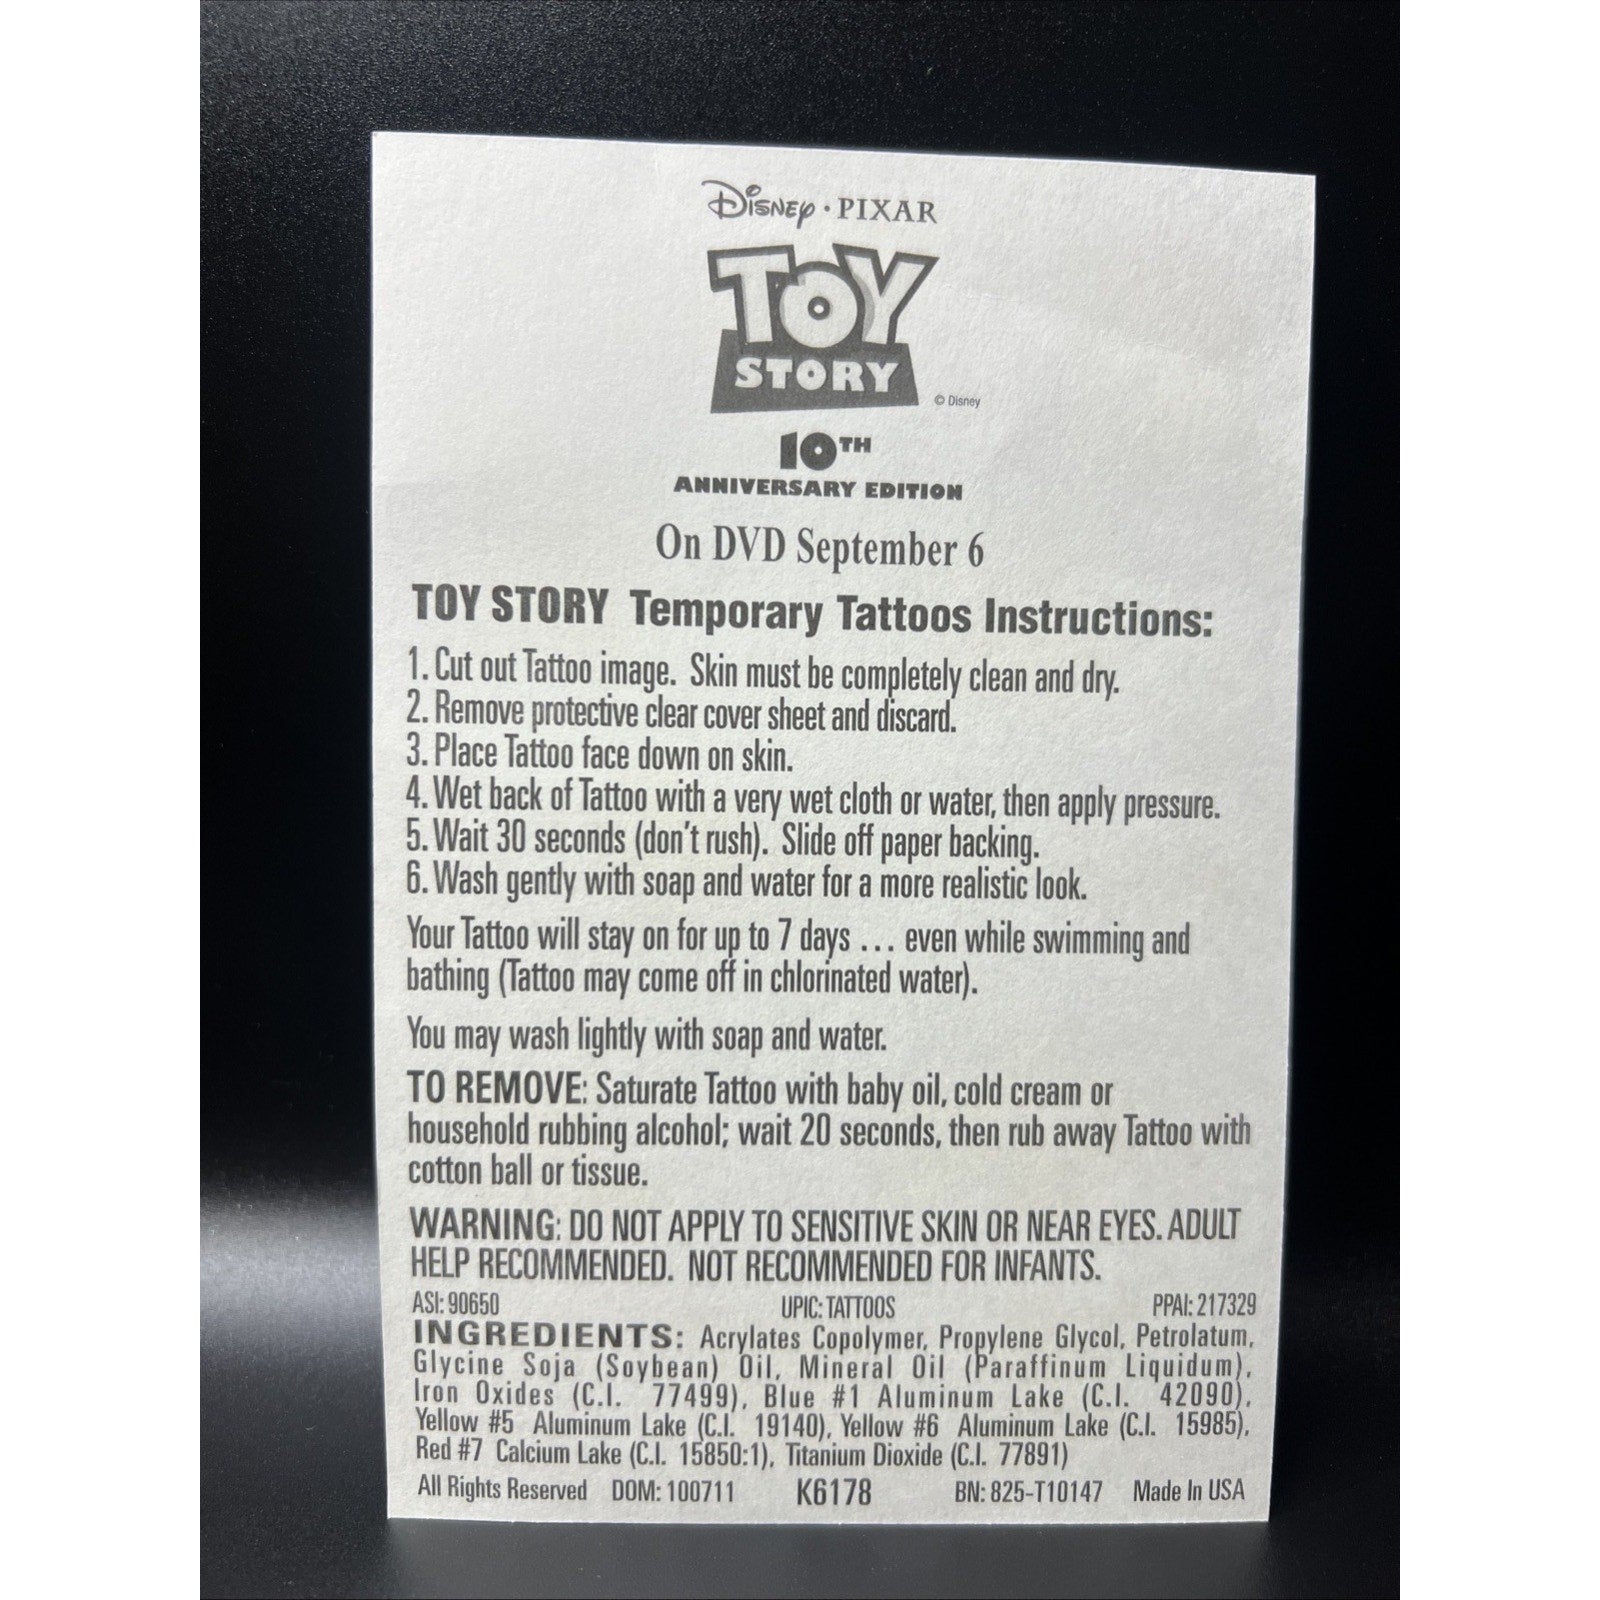 Disney · PIXAR
TOY
STORY
© Disney
10TH
ANNIVERSARY EDITION
On DVD September 6
TOY STORY Temporary Tattoos Instructions:
1. Cut out Tattoo image. Skin must be completely clean and dry.
2. Remove protective clear cover sheet and discard.
3. Place Tattoo face down on skin.
4. Wet back of Tattoo with a very wet cloth or water, then apply pressure.
5. Wait 30 seconds (don't rush). Slide off paper backing.
6. Wash gently with soap and water for a more realistic look.
Your Tattoo will stay on for up to 7 days ... even while swimming and
bathing (Tattoo may come off in chlorinated water).
You may wash lightly with soap and water.
TO REMOVE: Saturate Tattoo with baby oil, cold cream or
household rubbing alcohol; wait 20 seconds, then rub away Tattoo with
cotton ball or tissue.
WARNING: DO NOT APPLY TO SENSITIVE SKIN OR NEAR EYES. ADULT
HELP RECOMMENDED. NOT RECOMMENDED FOR INFANTS.
ASI: 90650 UPIC: TATTOOS PPAI: 217329
INGREDIENTS: Acrylates Copolymer, Propylene Glycol, Petrolatum,
Glycine Soja (Soybean) Oil, Mineral Oil (Paraffinum Liquidum),
Iron Oxides (C.I. 77499), Blue #1 Aluminum Lake (C.I. 42090),
Yellow #5 Aluminum Lake (C.I. 19140), Yellow #6 Aluminum Lake (C.I. 15985),
Red #7 Calcium Lake (C.I. 15850:1), Titanium Dioxide (C.I. 77891)
All Rights Reserved DOM: 100711 K6178 BN: 825-T10147 Made In USA